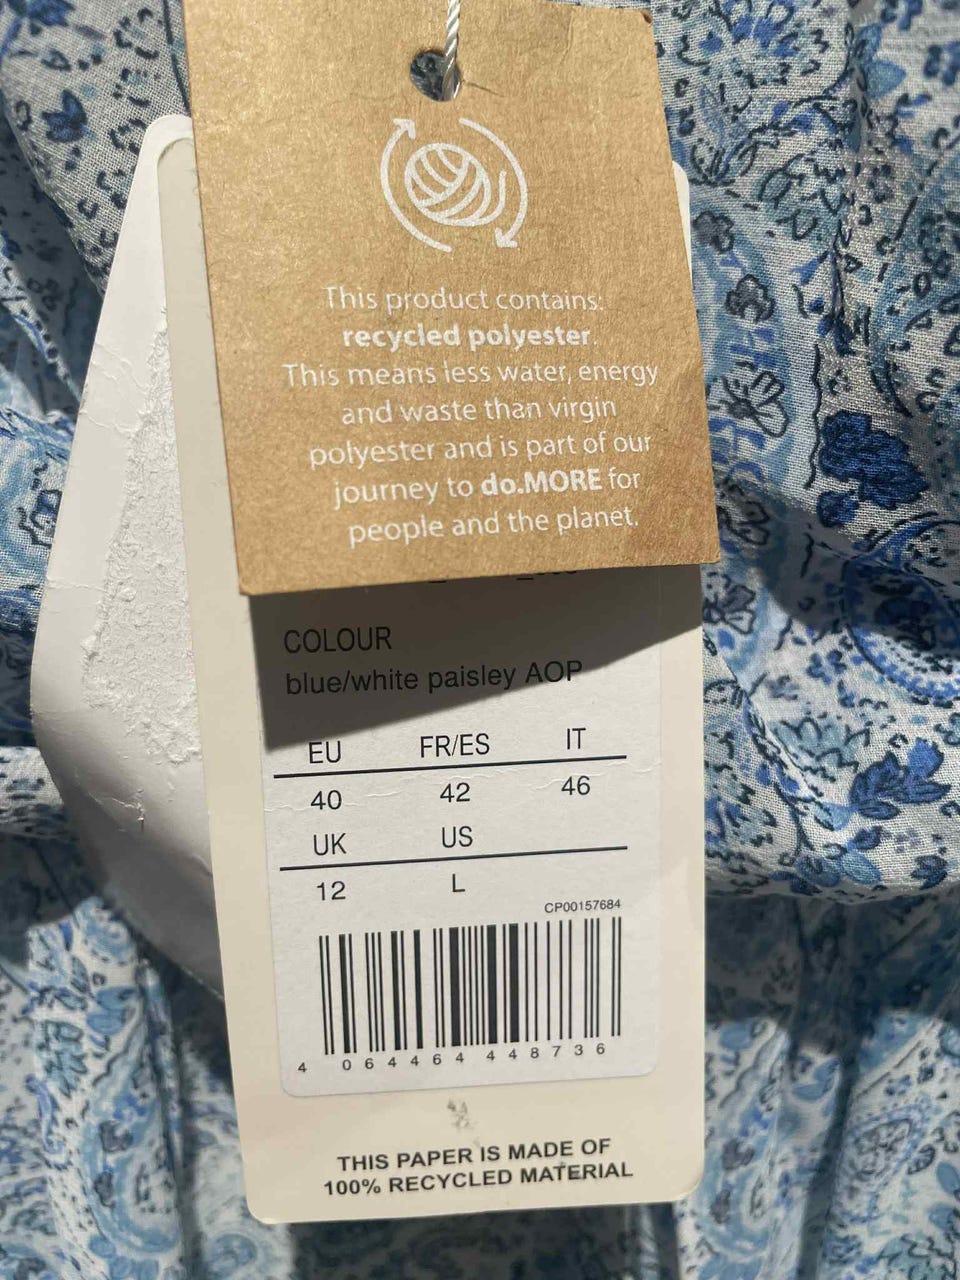 This product contains:
recycled polyester.
This means less water, energy
and waste than virgin
polyester and is part of our
journey to do.MORE for
people and the planet.
COLOUR
blue/white paisley AOP
EU FR/ES IT
40 42 46
UK US
12 L
CP00157684
4 064464 448736
THIS PAPER IS MADE OF
100% RECYCLED MATERIAL